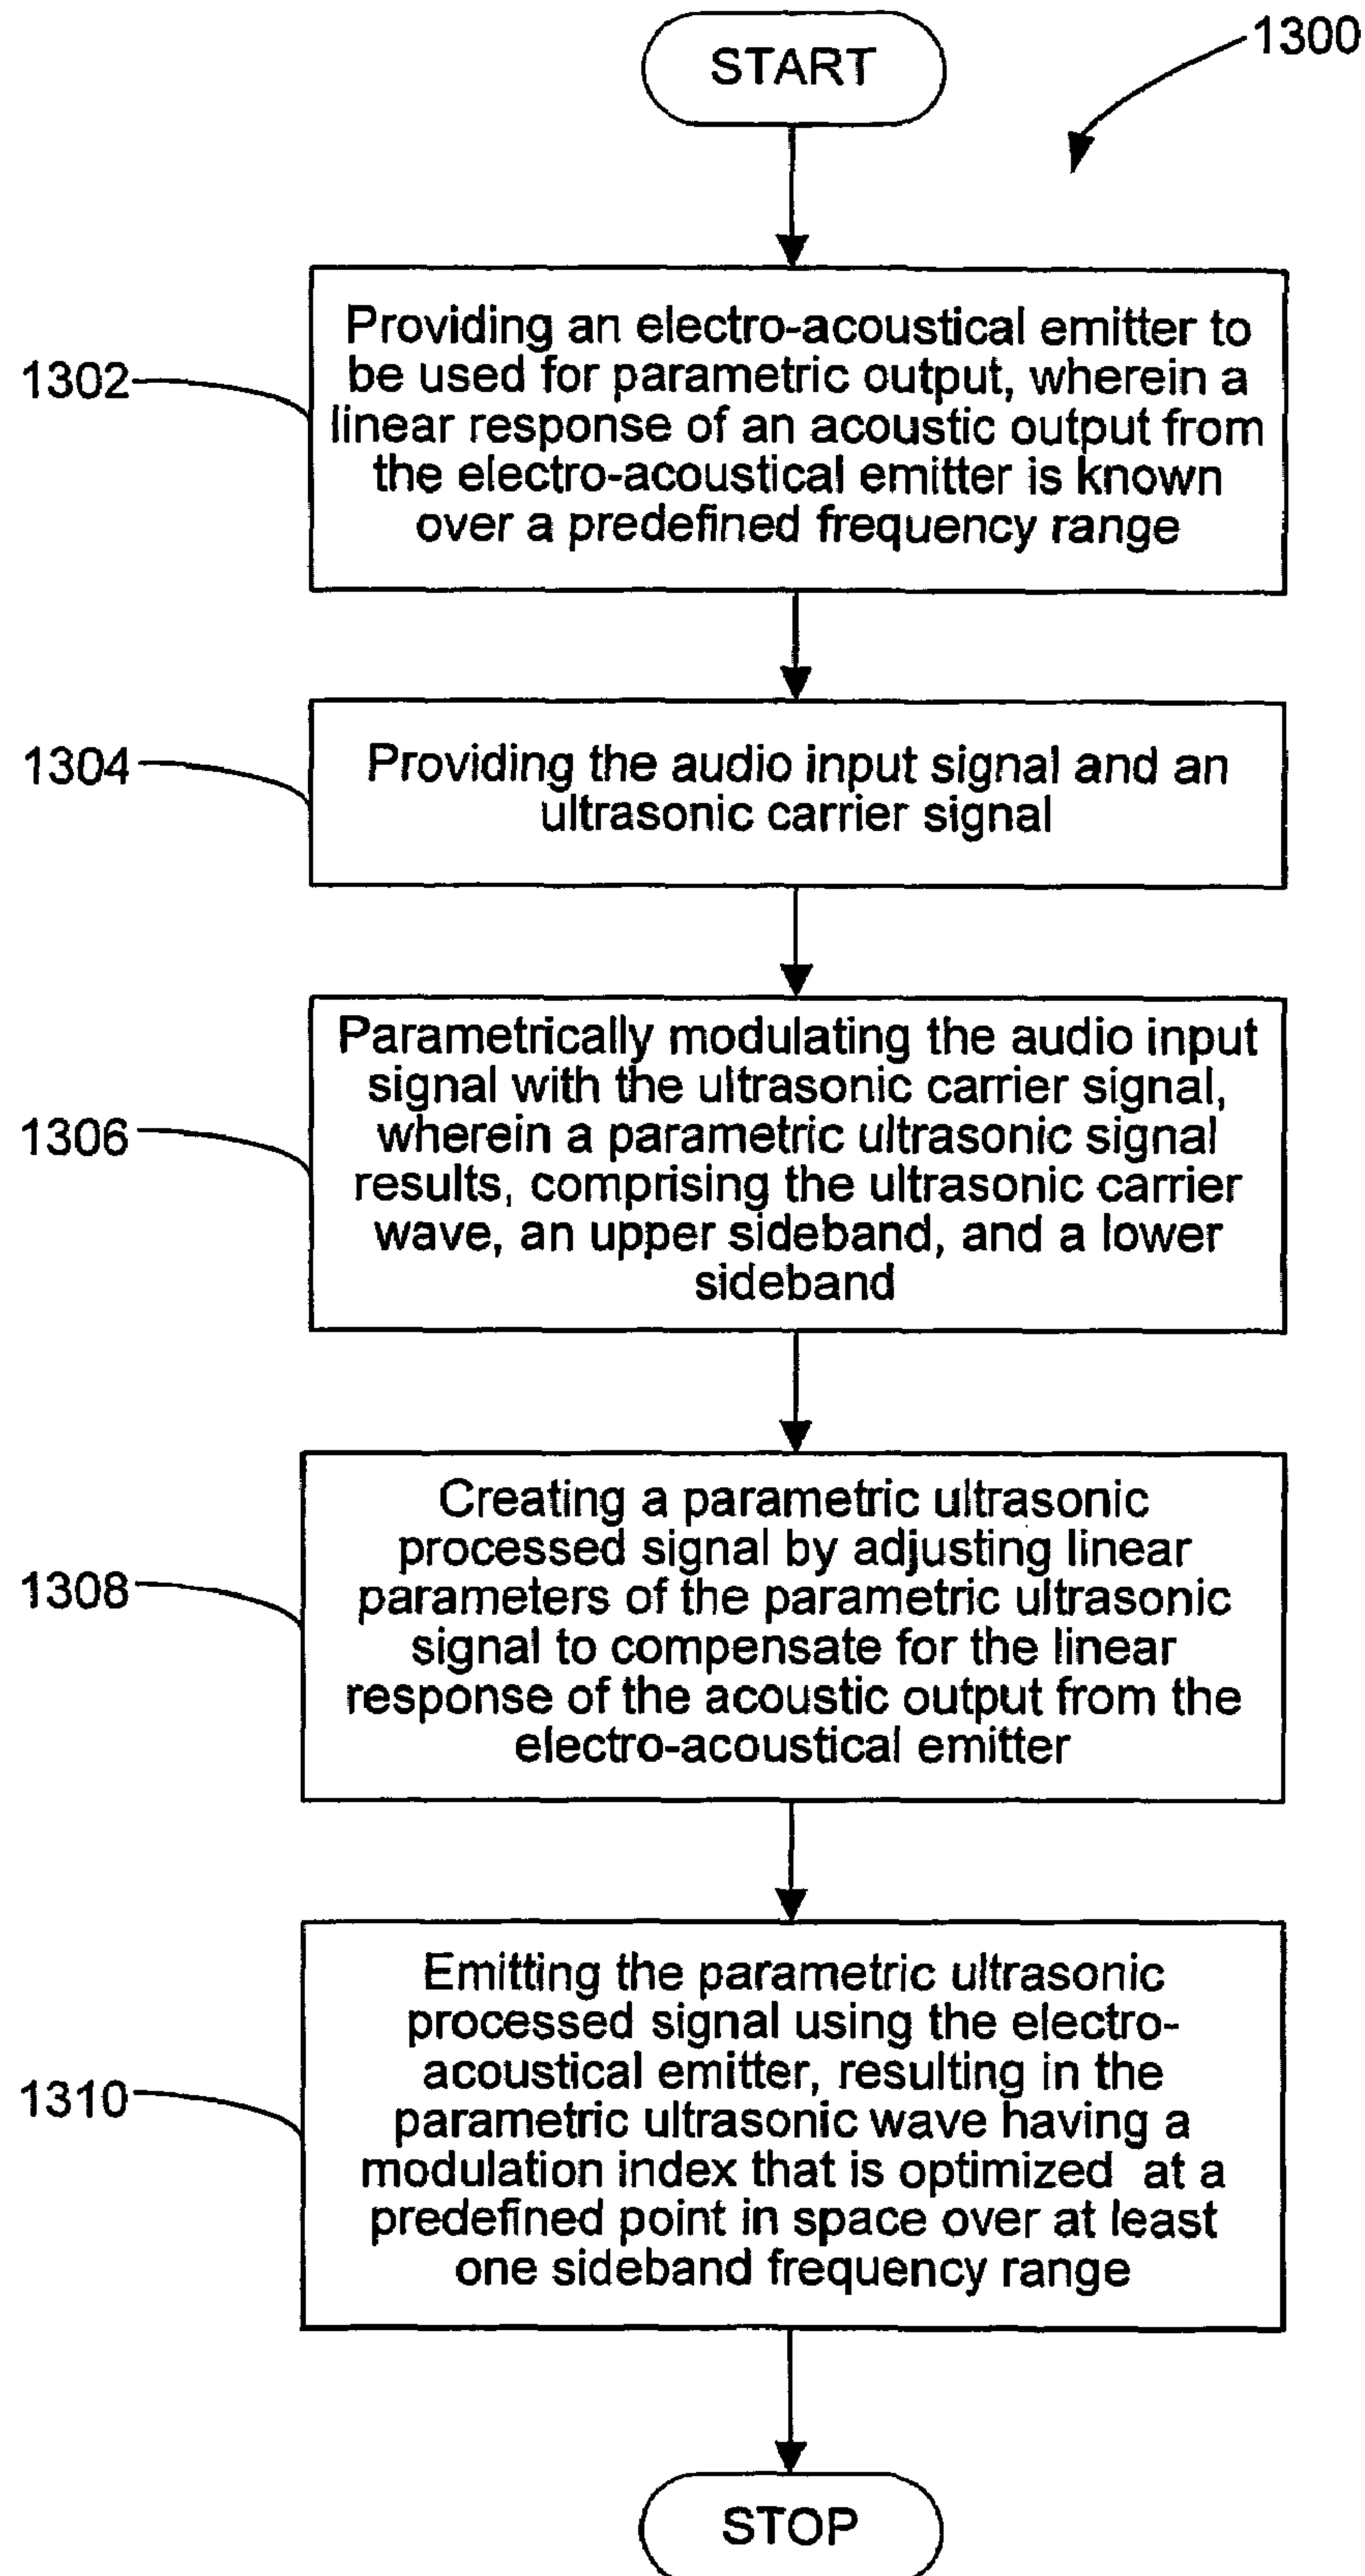 START
1300
1302
Providing an electro-acoustical emitter to
be used for parametric output, wherein a
linear response of an acoustic output from
the electro-acoustical emitter is known
over a predefined frequency range
1304
Providing the audio input signal and an
ultrasonic carrier signal
1306
Parametrically modulating the audio input
signal with the ultrasonic carrier signal,
wherein a parametric ultrasonic signal
results, comprising the ultrasonic carrier
wave, an upper sideband, and a lower
sideband
1308
Creating a parametric ultrasonic
processed signal by adjusting linear
parameters of the parametric ultrasonic
signal to compensate for the linear
response of the acoustic output from the
electro-acoustical emitter
1310
Emitting the parametric ultrasonic
processed signal using the electro-
acoustical emitter, resulting in the
parametric ultrasonic wave having a
modulation index that is optimized at a
predefined point in space over at least
one sideband frequency range
STOP